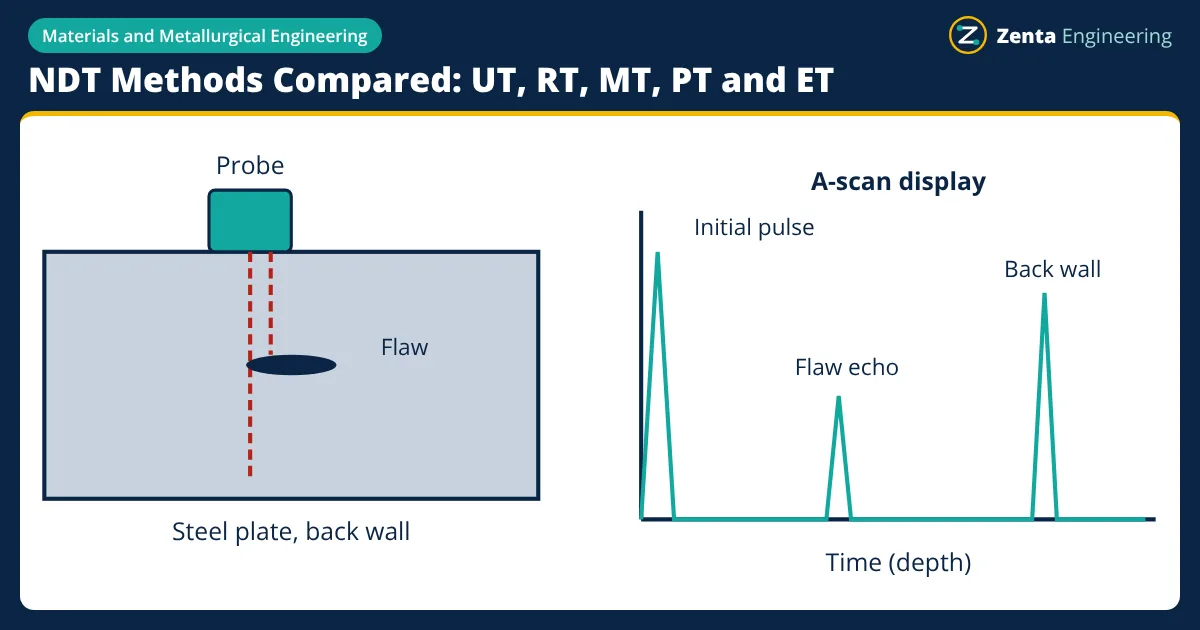 Materials and Metallurgical Engineering
Zenta Engineering
NDT Methods Compared: UT, RT, MT, PT and ET
Probe
Flaw
Steel plate, back wall
A-scan display
Initial pulse
Back wall
Flaw echo
Time (depth)